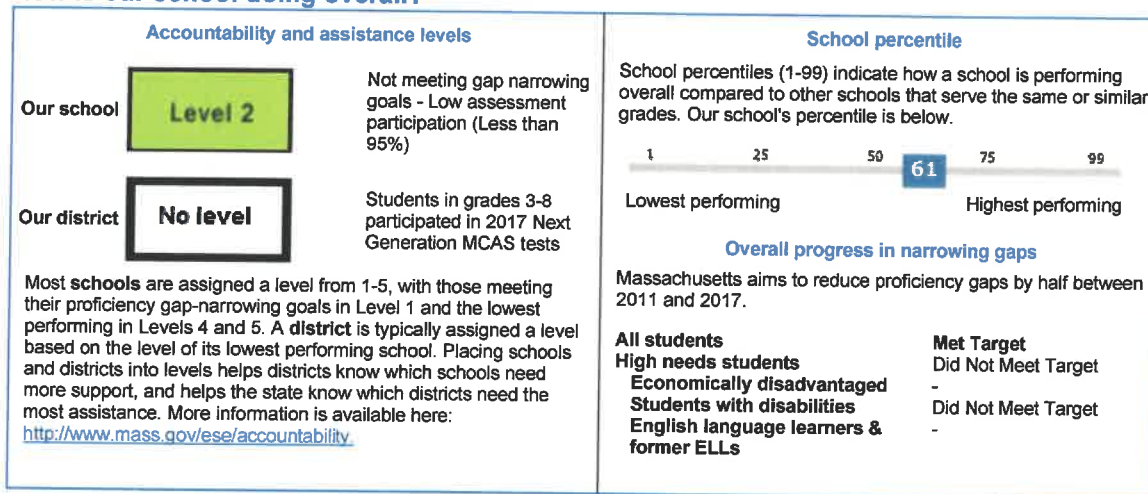 Accountability and assistance levels
Our school
Level 2
Not meeting gap narrowing
goals - Low assessment
participation (Less than
95%)
Our district
No level
Students in grades 3-8
participated in 2017 Next
Generation MCAS tests
Most schools are assigned a level from 1-5, with those meeting
their proficiency gap-narrowing goals in Level 1 and the lowest
performing in Levels 4 and 5. A district is typically assigned a level
based on the level of its lowest performing school. Placing schools
and districts into levels helps districts know which schools need
more support, and helps the state know which districts need the
most assistance. More information is available here:
http://www.mass.gov/ese/accountability.
School percentile
School percentiles (1-99) indicate how a school is performing
overall compared to other schools that serve the same or similar
grades. Our school's percentile is below.
1 25 50 61 75 99
Lowest performing Highest performing
Overall progress in narrowing gaps
Massachusetts aims to reduce proficiency gaps by half between
2011 and 2017.
All students Met Target
High needs students Did Not Meet Target
Economically disadvantaged -
Students with disabilities Did Not Meet Target
English language learners & -
former ELLs